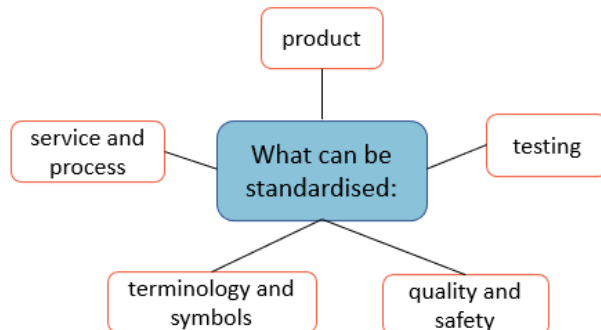 product
service and
process
What can be
standardised:
testing
terminology and
symbols
quality and
safety